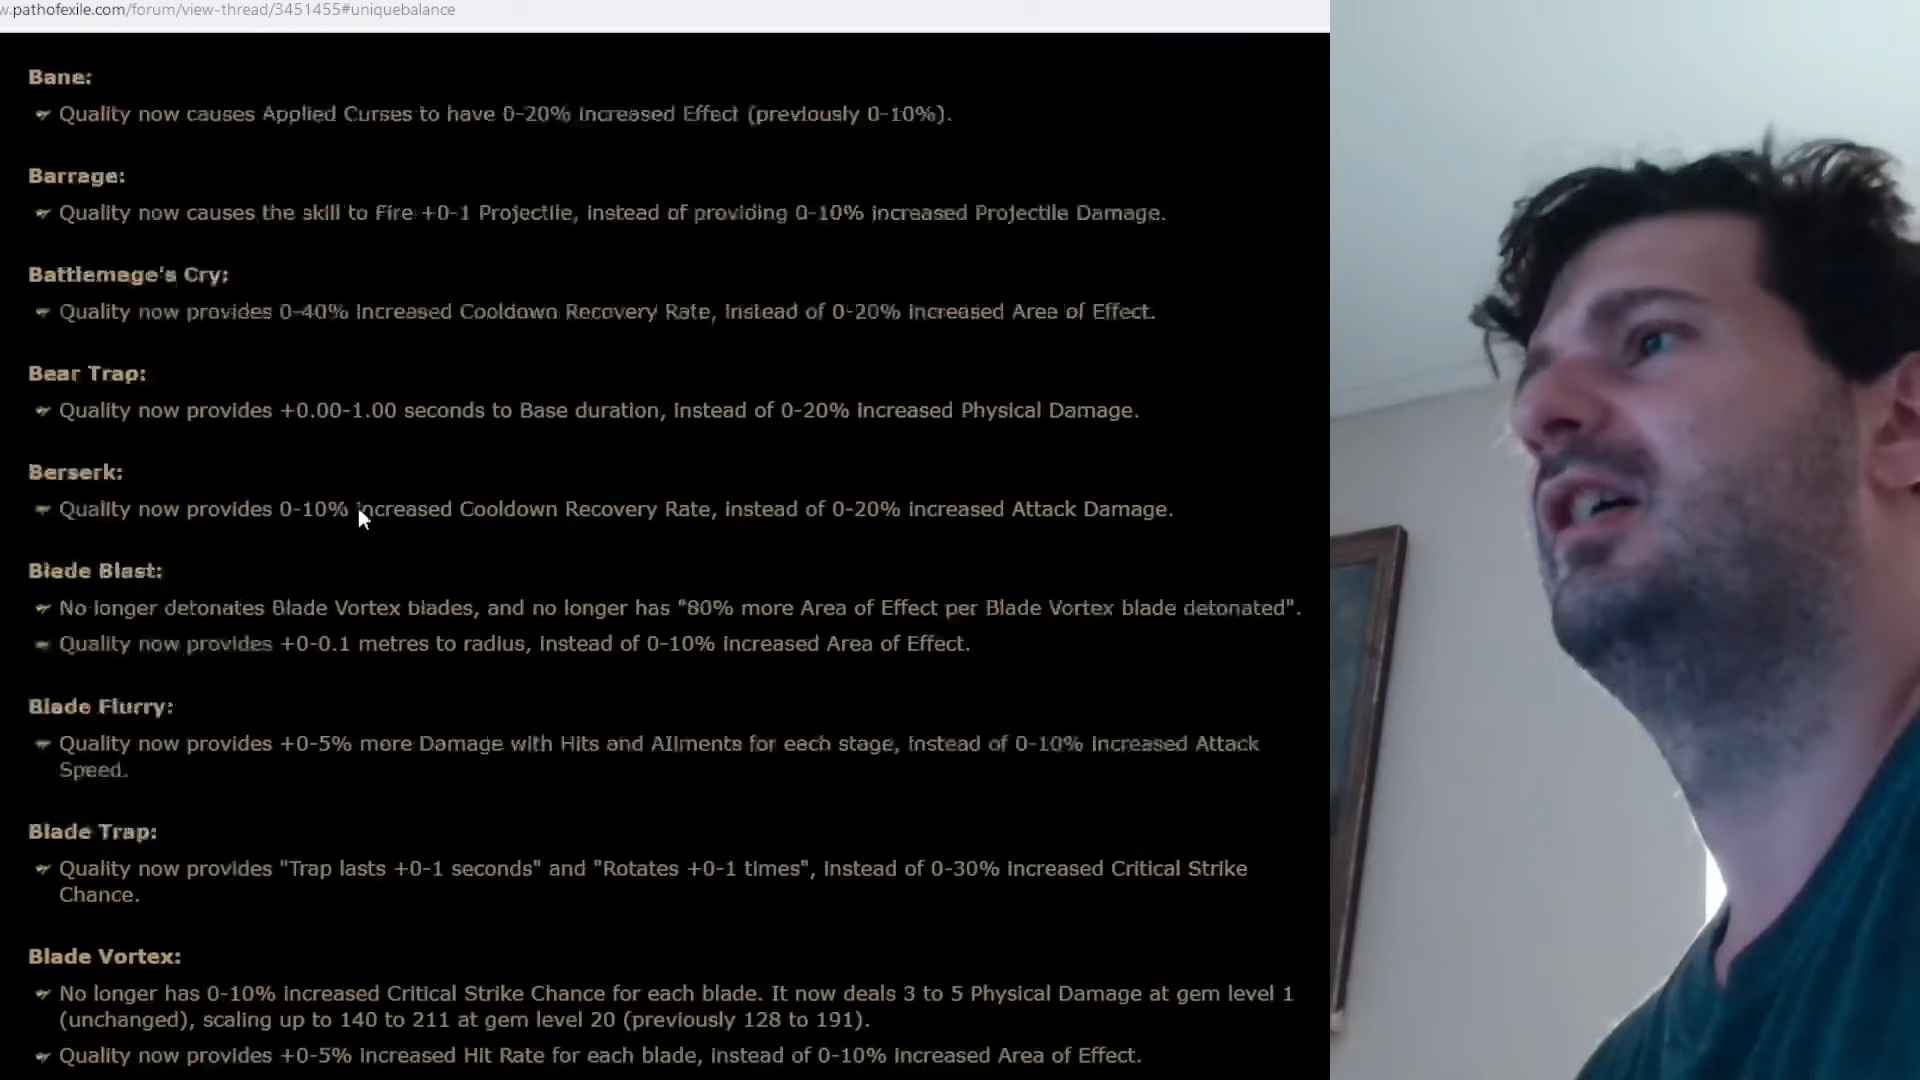 w.pathofexile.com/forum/view-thread/3451455#uniquebalance
Bane:
Quality now causes Applied Curses to have 0-20% Increased Effect (previously 0-10%).
Barrage:
Quality now causes the skill to Fire +0-1 Projectile, instead of providing 0-10% increased Projectile Damage.
Battlemage's Cry:
Quality now provides 0-40% Increased Cooldown Recovery Rate, instead of 0-20% increased Area of Effect.
Bear Trap:
Quality now provides +0.00-1.00 seconds to Base duration, instead of 0-20% increased Physical Damage.
Berserk:
Quality now provides 0-10% increased Cooldown Recovery Rate, instead of 0-20% increased Attack Damage.
Blade Blast:
No longer detonates Blade Vortex blades, and no longer has "80% more Area of Effect per Blade Vortex blade detonated".
Quality now provides +0-0.1 metres to radius, instead of 0-10% increased Area of Effect.
Blade Flurry:
Quality now provides +0-5% more Damage with Hits and Ailments for each stage, instead of 0-10% increased Attack
Speed.
Blade Trap:
Quality now provides "Trap lasts +0-1 seconds" and "Rotates +0-1 times", instead of 0-30% increased Critical Strike
Chance.
Blade Vortex:
No longer has 0-10% increased Critical Strike Chance for each blade. It now deals 3 to 5 Physical Damage at gem level 1
(unchanged), scaling up to 140 to 211 at gem level 20 (previously 128 to 191).
Quality now provides +0-5% increased Hit Rate for each blade, instead of 0-10% increased Area of Effect.